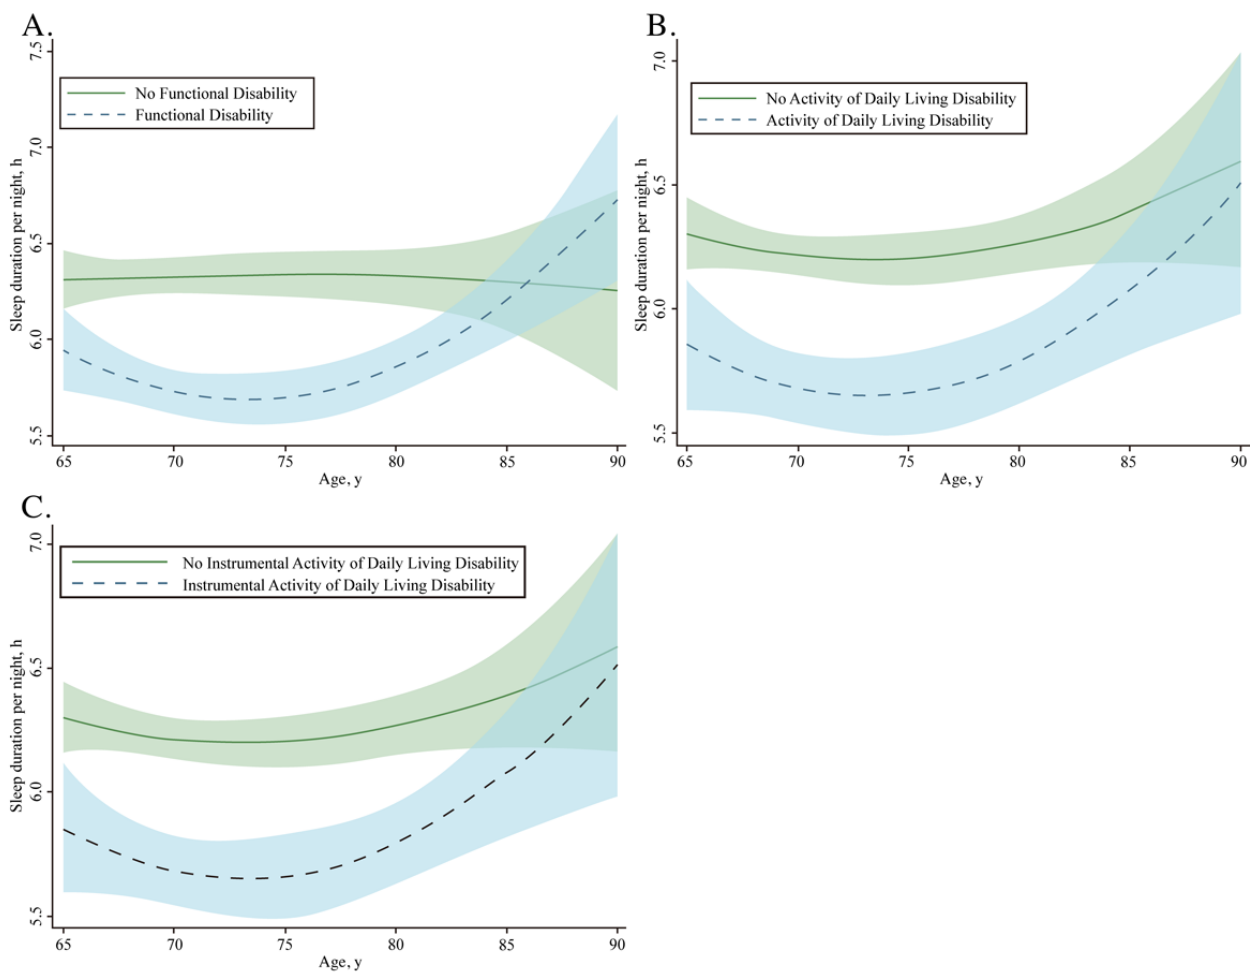 A.
7.5
7.0
6.5
6.0
5.5
Sleep duration per night, h
No Functional Disability
Functional Disability
65 70 75 80 85 90
Age, y
B.
7.0
6.5
6.0
5.5
Sleep duration per night, h
No Activity of Daily Living Disability
Activity of Daily Living Disability
65 70 75 80 85 90
Age, y
C.
7.0
6.5
6.0
5.5
Sleep duration per night, h
No Instrumental Activity of Daily Living Disability
Instrumental Activity of Daily Living Disability
65 70 75 80 85 90
Age, y